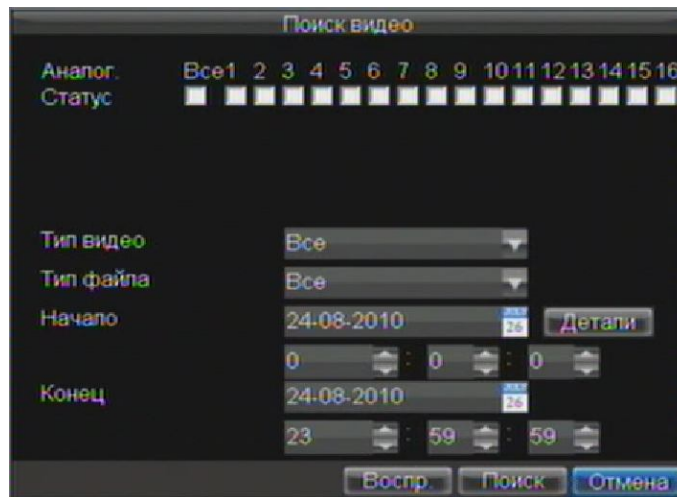 Поиск видео
Аналог. Все 1 2 3 4 5 6 7 8 9 10 11 12 13 14 15 16
Статус
Тип видео Все
Тип файла Все
Начало 24-08-2010 26 Детали
0 : 0 : 0
Конец 24-08-2010 26
23 : 59 : 59
Воспр. Поиск Отмена